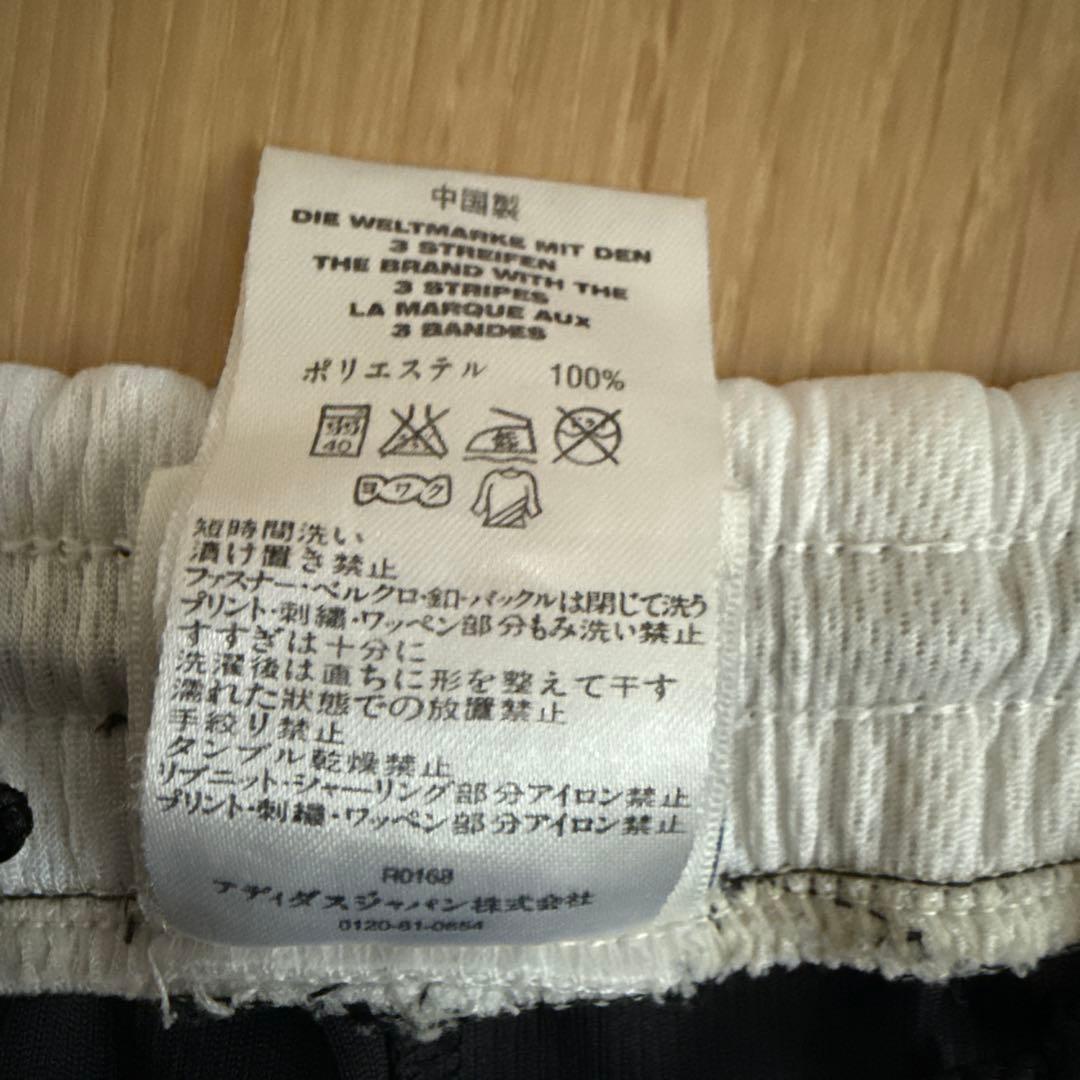 中国製
DIE WELTMARKE MIT DEN
3 STREIFEN
THE BRAND WITH THE
3 STRIPES
LA MARQUE AUX
3 BANDES
ポリエステル 100%
40
ヨワク
短時間洗い
漬け置き禁止
ファスナー・ベルクロ・釦・バックルは閉じて洗う
プリント・刺繡・ワッペン部分もみ洗い禁止
すすぎは十分に
洗濯後は直ちに形を整えて干す
濡れた状態での放置禁止
手絞り禁止
タンブル乾燥禁止
リブニット・シャーリング部分アイロン禁止
プリント・刺繡・ワッペン部分アイロン禁止
R0168
アディダスジャパン株式会社
0120-81-0654